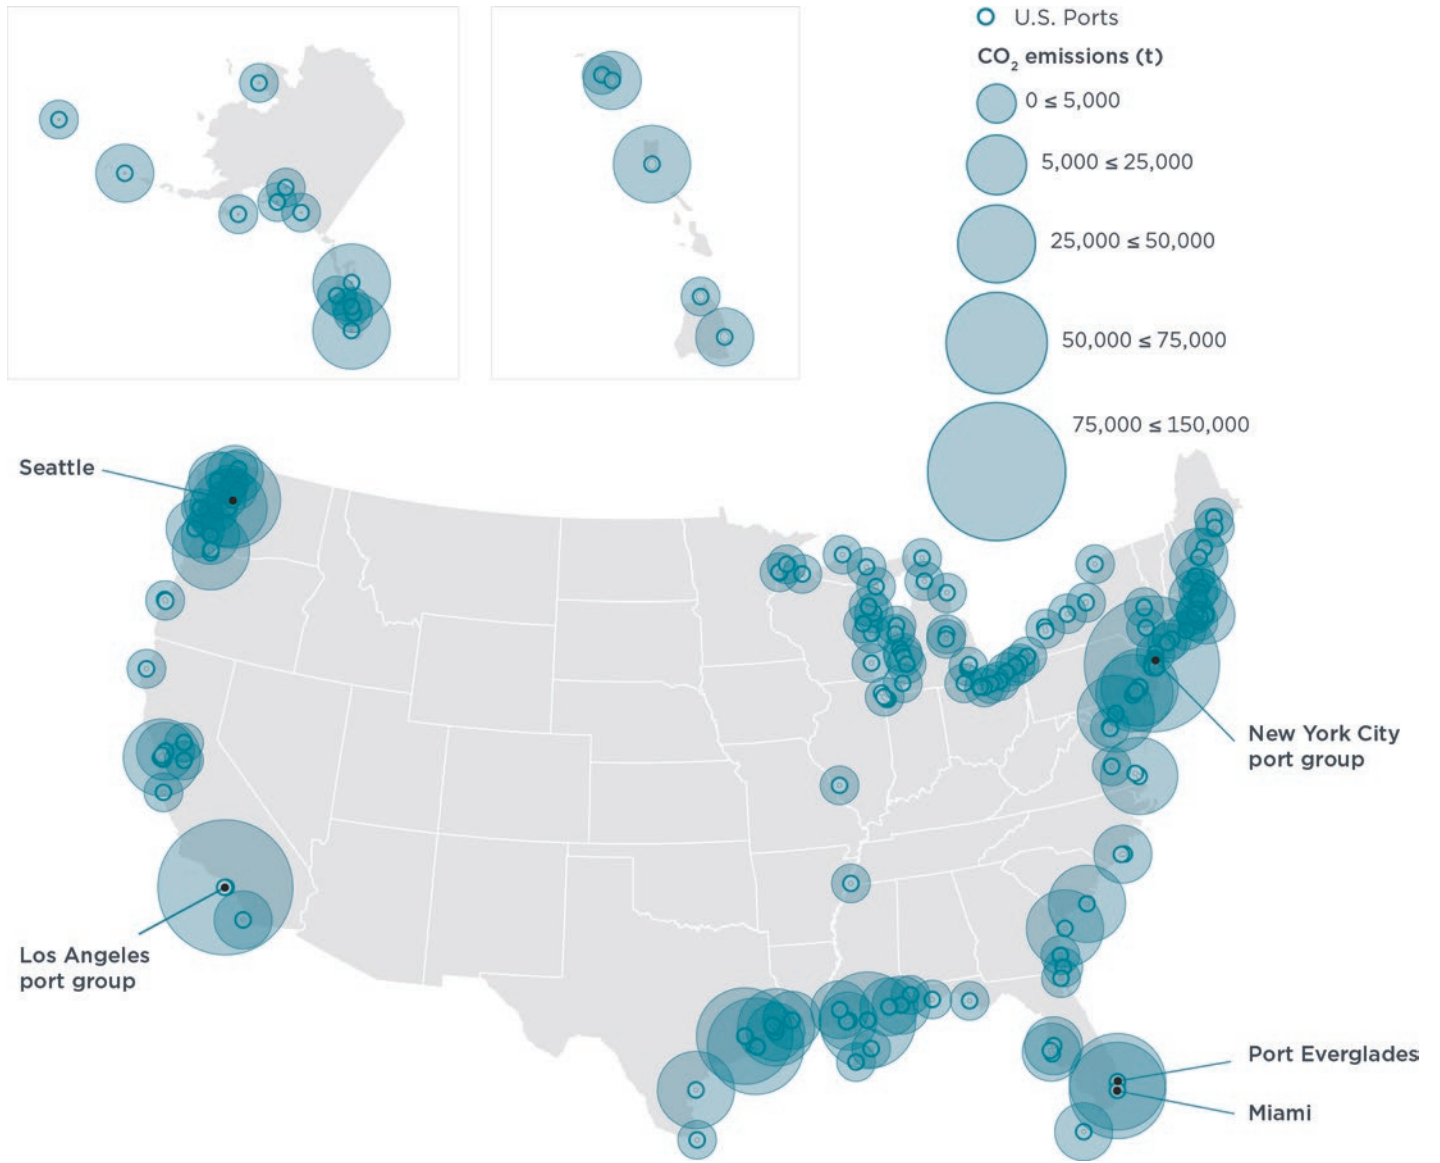 U.S. Ports
CO₂ emissions (t)
0 ≤ 5,000
5,000 ≤ 25,000
25,000 ≤ 50,000
50,000 ≤ 75,000
75,000 ≤ 150,000
Seattle
New York City
port group
Los Angeles
port group
Port Everglades
Miami